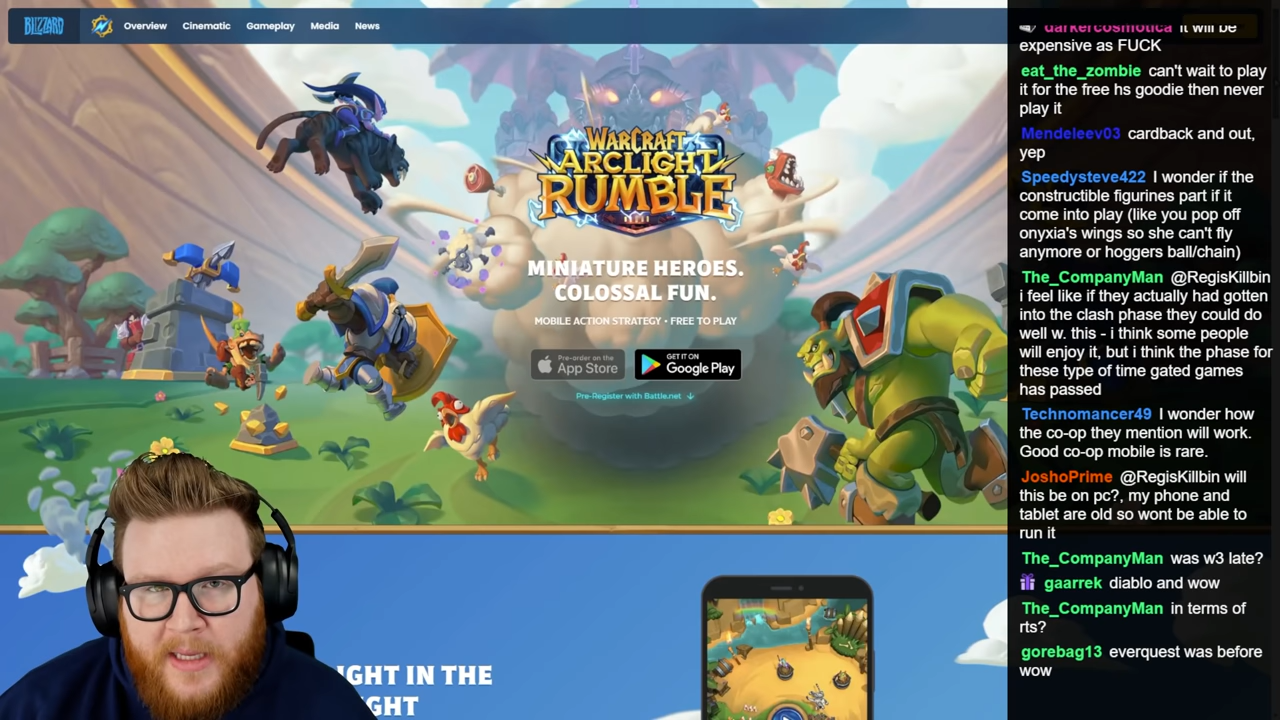 BLIZZARD
Overview
Cinematic
Gameplay
Media
News
WARCRAFT
ARCLIGHT
RUMBLE
MINIATURE HEROES.
COLOSSAL FUN.
MOBILE ACTION STRATEGY • FREE TO PLAY
Pre-order on the
App Store
GET IT ON
Google Play
Pre-Register with Battle.net
IGHT IN THE
GHT
darkercosmotica it will be
expensive as FUCK
eat_the_zombie can't wait to play
it for the free hs goodie then never
play it
Mendeleev03 cardback and out,
yep
Speedysteve422 I wonder if the
constructible figurines part if it
come into play (like you pop off
onyxia's wings so she can't fly
anymore or hoggers ball/chain)
The_CompanyMan @RegisKillbin
i feel like if they actually had gotten
into the clash phase they could do
well w. this - i think some people
will enjoy it, but i think the phase for
these type of time gated games
has passed
Technomancer49 I wonder how
the co-op they mention will work.
Good co-op mobile is rare.
JoshoPrime @RegisKillbin will
this be on pc?, my phone and
tablet are old so wont be able to
run it
The_CompanyMan was w3 late?
gaarrek diablo and wow
The_CompanyMan in terms of
rts?
gorebag13 everquest was before
wow